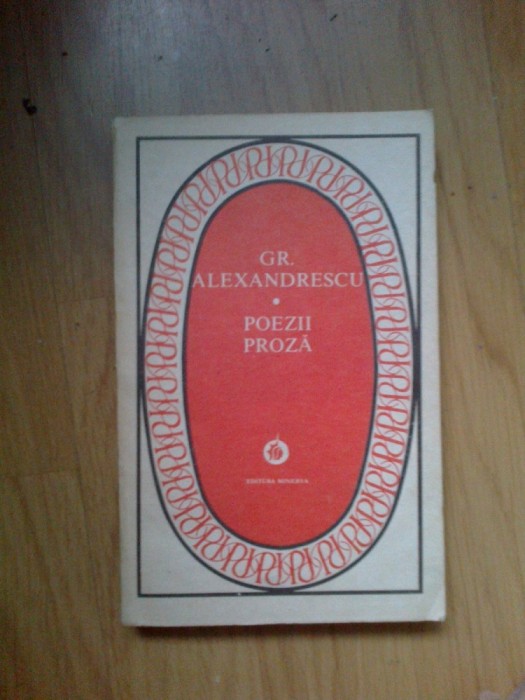 GR.
ALEXANDRESCU
•
POEZII
PROZĂ
EDITURA MINERVA